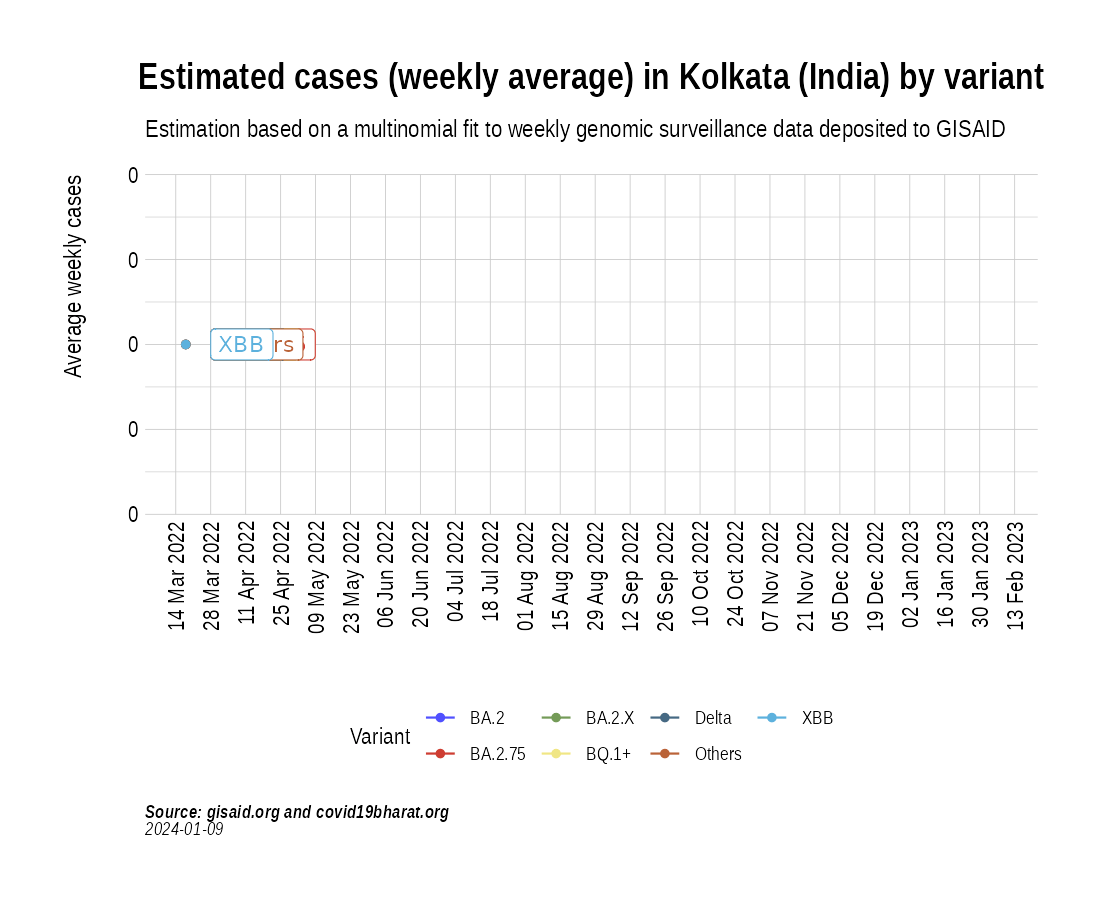 Estimated cases (weekly average) in Kolkata (India) by variant
Estimation based on a multinomial fit to weekly genomic surveillance data deposited to GISAID
Average weekly cases
0
0
0
0
0
XBB rs
14 Mar 2022
28 Mar 2022
11 Apr 2022
25 Apr 2022
09 May 2022
23 May 2022
06 Jun 2022
20 Jun 2022
04 Jul 2022
18 Jul 2022
01 Aug 2022
15 Aug 2022
29 Aug 2022
12 Sep 2022
26 Sep 2022
10 Oct 2022
24 Oct 2022
07 Nov 2022
21 Nov 2022
05 Dec 2022
19 Dec 2022
02 Jan 2023
16 Jan 2023
30 Jan 2023
13 Feb 2023
Variant
BA.2 BA.2.X Delta XBB
BA.2.75 BQ.1+ Others
Source: gisaid.org and covid19bharat.org
2024-01-09